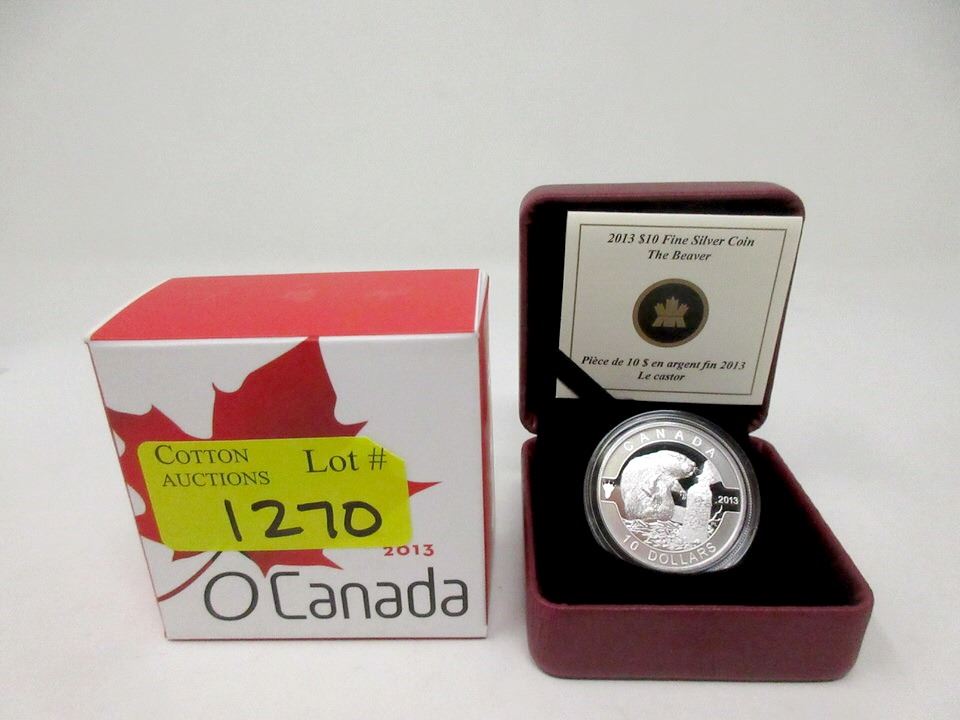 COTTON
AUCTIONS
Lot #
1270
2013
O Canada
2013 $10 Fine Silver Coin
The Beaver
Pièce de 10 $ en argent fin 2013
Le castor
CANADA
2013
10 DOLLARS